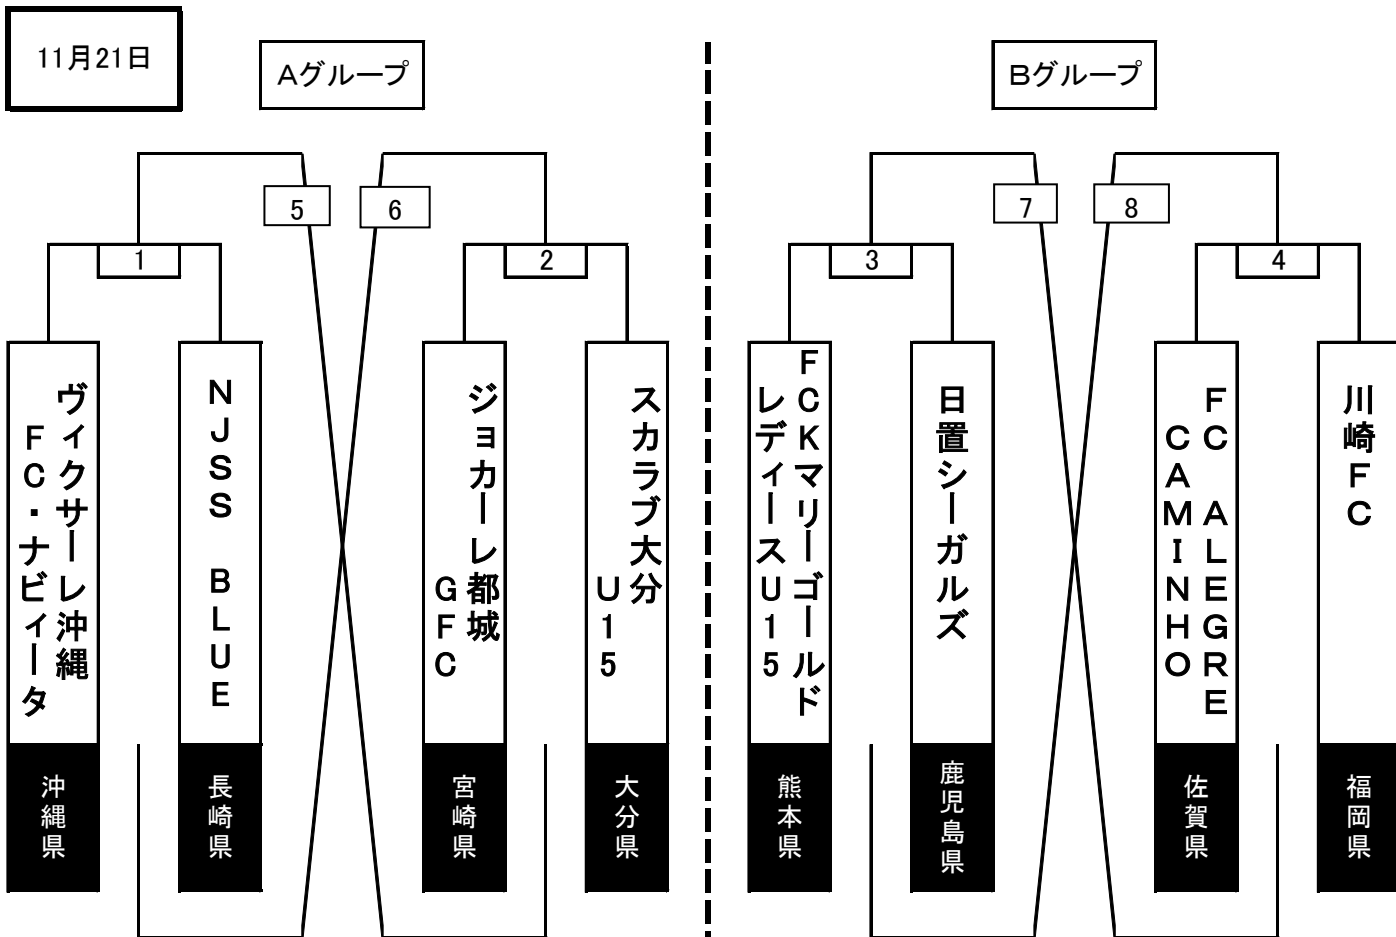 11月21日
Aグループ
Bグループ
5
6
7
8
1
2
3
4
ヴィクサーレ沖縄
FC・ナビィータ
NJSS BLUE
ジョカーレ都城
GFC
スカラブ大分
U15
FCKマリーゴールド
レディースU15
日置シーガルズ
FC ALEGRE
CAMINHO
川崎FC
沖縄県
長崎県
宮崎県
大分県
熊本県
鹿児島県
佐賀県
福岡県